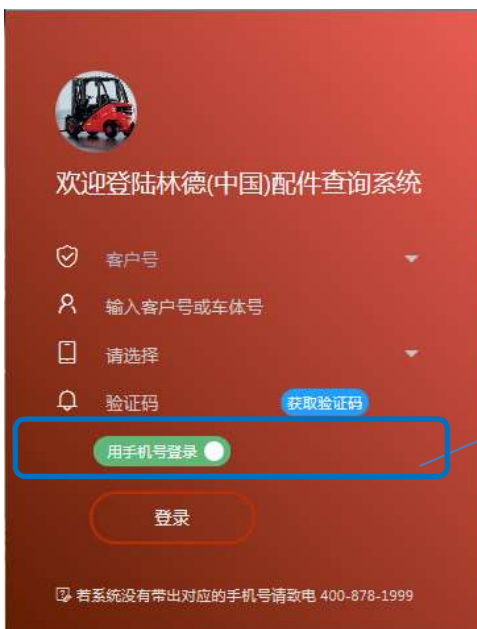 欢迎登陆林德(中国)配件查询系统
客户号
输入客户号或车体号
请选择
验证码 获取验证码
用手机号登录
登录
若系统没有带出对应的手机号请致电 400-878-1999